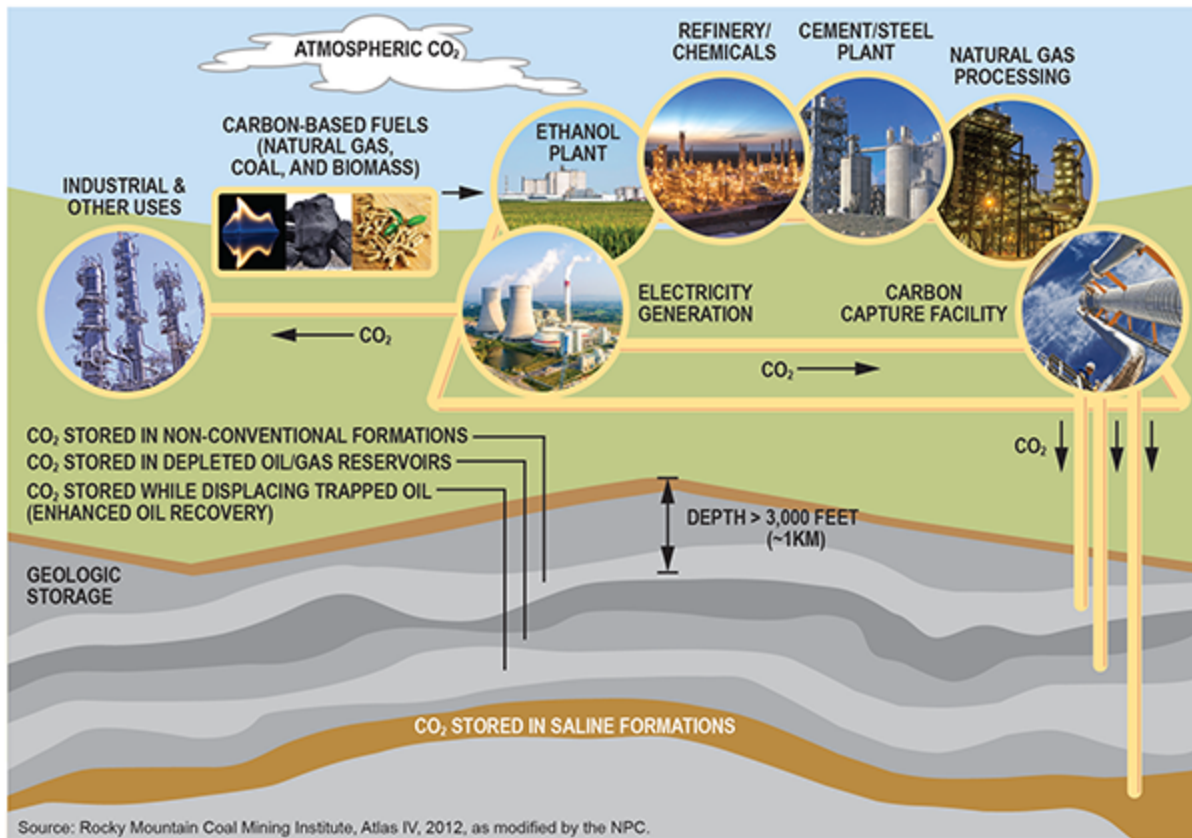 ATMOSPHERIC CO₂
REFINERY/
CHEMICALS
CEMENT/STEEL
PLANT
NATURAL GAS
PROCESSING
CARBON-BASED FUELS
(NATURAL GAS,
COAL, AND BIOMASS)
ETHANOL
PLANT
INDUSTRIAL &
OTHER USES
ELECTRICITY
GENERATION
CARBON
CAPTURE FACILITY
CO₂
CO₂
CO₂
CO₂ STORED IN NON-CONVENTIONAL FORMATIONS
CO₂ STORED IN DEPLETED OIL/GAS RESERVOIRS
CO₂ STORED WHILE DISPLACING TRAPPED OIL
(ENHANCED OIL RECOVERY)
DEPTH > 3,000 FEET
(~1KM)
GEOLOGIC
STORAGE
CO₂ STORED IN SALINE FORMATIONS
Source: Rocky Mountain Coal Mining Institute, Atlas IV, 2012, as modified by the NPC.